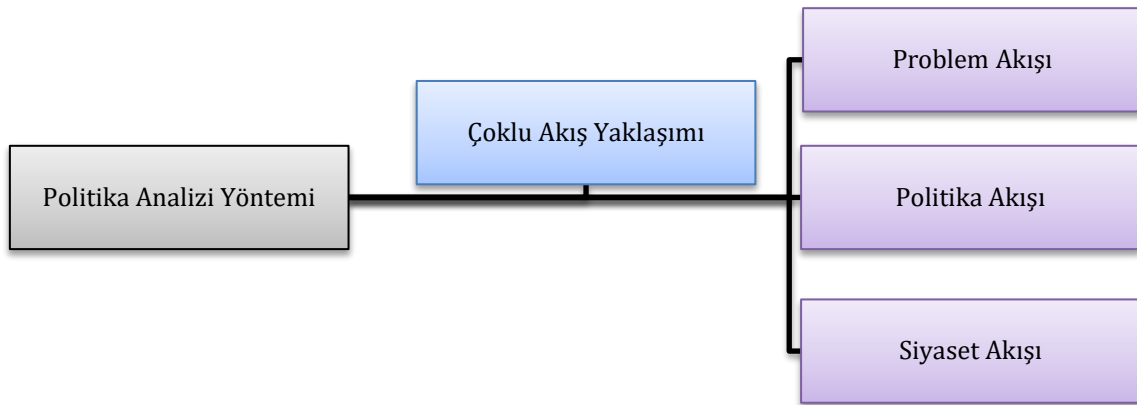 Problem Akışı
Çoklu Akış Yaklaşımı
Politika Analizi Yöntemi
Politika Akışı
Siyaset Akışı